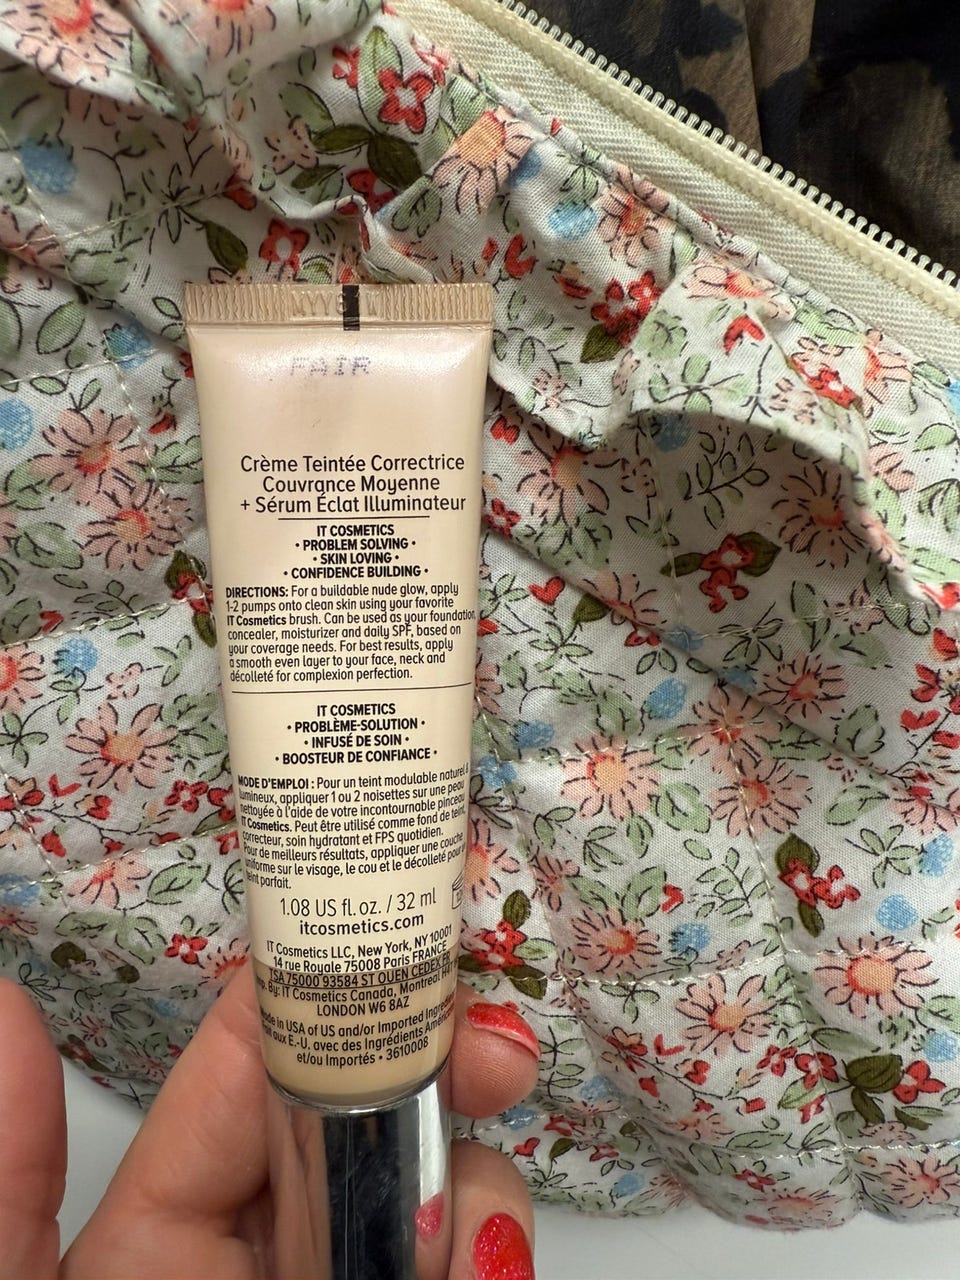 FAIR
Crème Teintée Correctrice
Couvrance Moyenne
+ Sérum Éclat Illuminateur
IT COSMETICS
• PROBLEM SOLVING •
• SKIN LOVING •
• CONFIDENCE BUILDING •
DIRECTIONS: For a buildable nude glow, apply
1-2 pumps onto clean skin using your favorite
IT Cosmetics brush. Can be used as your foundation,
concealer, moisturizer and daily SPF, based on
your coverage needs. For best results, apply
a smooth even layer to your face, neck and
décolleté for complexion perfection.
IT COSMETICS
• PROBLÈME-SOLUTION •
• INFUSÉ DE SOIN •
• BOOSTEUR DE CONFIANCE •
MODE D'EMPLOI : Pour un teint modulable naturel &
lumineux, appliquer 1 ou 2 noisettes sur une peau
nettoyée à l'aide de votre incontournable pinceau
IT Cosmetics. Peut être utilisé comme fond de teint,
correcteur, soin hydratant et FPS quotidien.
Pour de meilleurs résultats, appliquer une couche
uniforme sur le visage, le cou et le décolleté pour un
teint parfait.
1.08 US fl. oz. / 32 ml
itcosmetics.com
IT Cosmetics LLC, New York, NY 10001
14 rue Royale 75008 Paris FRANCE
TSA 75000 93584 ST OUEN CEDEX FR
By: IT Cosmetics Canada, Montreal
LONDON W6 8AZ
Made in USA of US and/or Imported
aux É.-U. avec des Ingrédients
et/ou Importés • 3610008